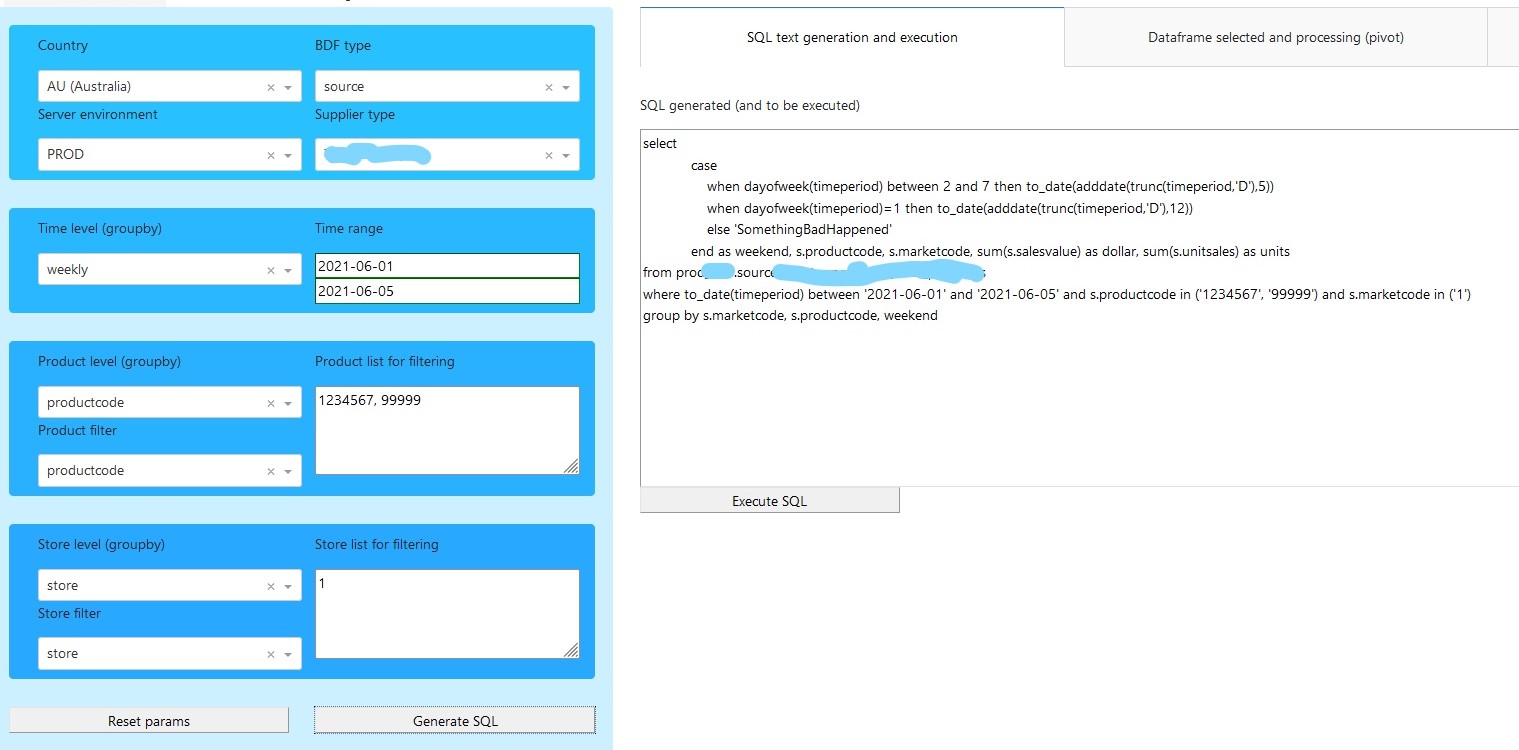 Country BDF type
AU (Australia) × source ×
Server environment Supplier type
PROD × ×
Time level (groupby) Time range
weekly × 2021-06-01
2021-06-05
Product level (groupby) Product list for filtering
productcode × 1234567, 99999
Product filter
productcode ×
Store level (groupby) Store list for filtering
store × 1
Store filter
store ×
Reset params Generate SQL
SQL text generation and execution Dataframe selected and processing (pivot)
SQL generated (and to be executed)
select
case
when dayofweek(timeperiod) between 2 and 7 then to_date(adddate(trunc(timeperiod,'D'),5))
when dayofweek(timeperiod)=1 then to_date(adddate(trunc(timeperiod,'D'),12))
else 'SomethingBadHappened'
end as weekend, s.productcode, s.marketcode, sum(s.salesvalue) as dollar, sum(s.unitsales) as units
from prod .source s
where to_date(timeperiod) between '2021-06-01' and '2021-06-05' and s.productcode in ('1234567', '99999') and s.marketcode in ('1')
group by s.marketcode, s.productcode, weekend
Execute SQL